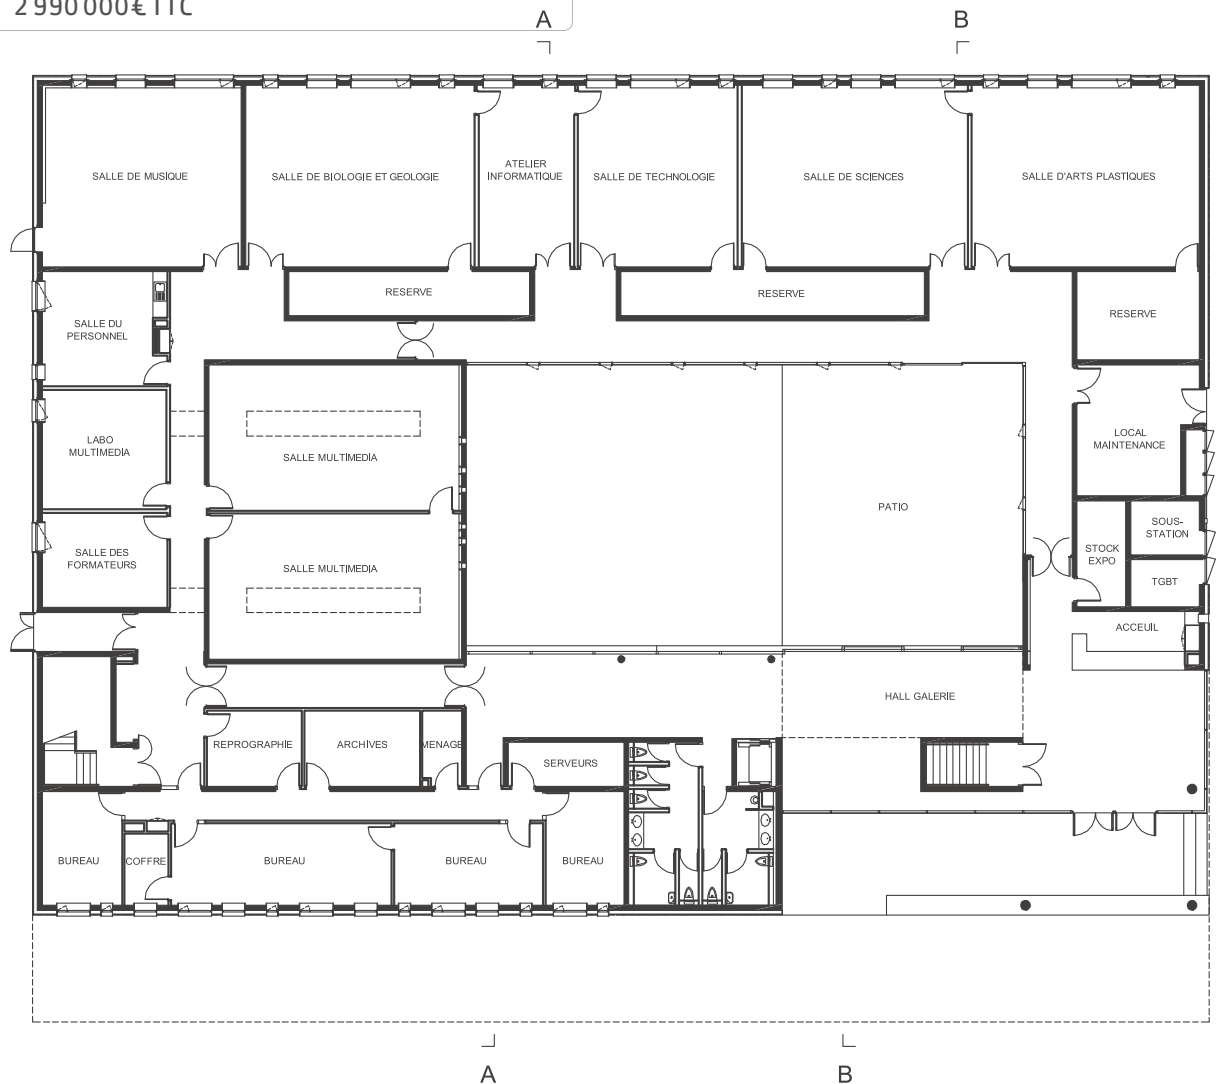 2 990 000 € TTC
A
B
SALLE DE MUSIQUE
SALLE DE BIOLOGIE ET GEOLOGIE
ATELIER
INFORMATIQUE
SALLE DE TECHNOLOGIE
SALLE DE SCIENCES
SALLE D'ARTS PLASTIQUES
RESERVE
RESERVE
RESERVE
SALLE DU
PERSONNEL
LABO
MULTIMEDIA
SALLE MULTIMEDIA
LOCAL
MAINTENANCE
PATIO
SALLE DES
FORMATEURS
SALLE MULTIMEDIA
STOCK
EXPO
SOUS-
STATION
TGBT
ACCEUIL
HALL GALERIE
REPROGRAPHIE
ARCHIVES
MENAGE
SERVEURS
BUREAU
COFFRE
BUREAU
BUREAU
BUREAU
A
B